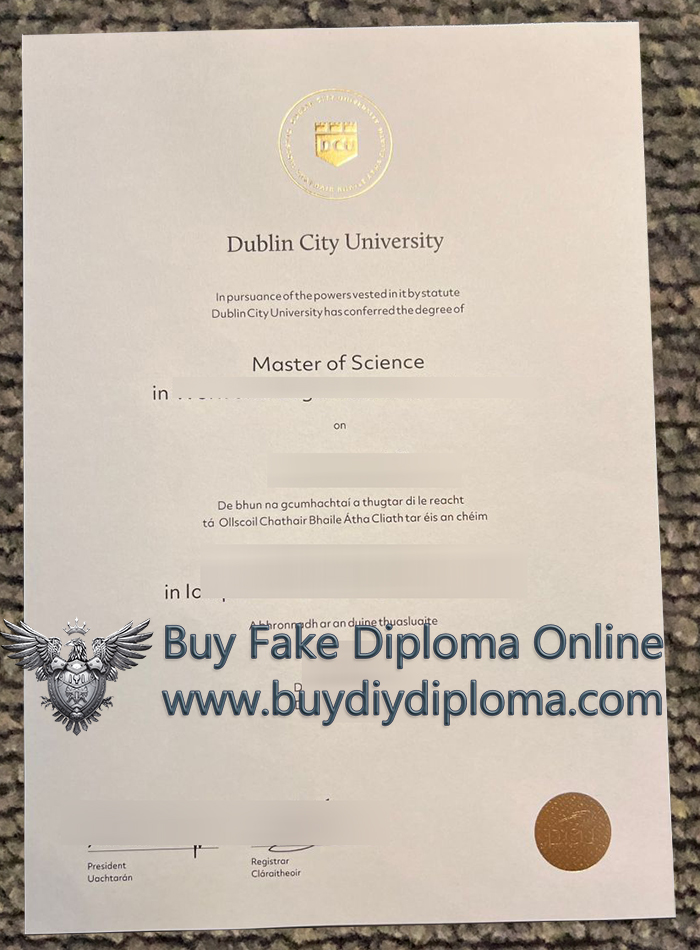 DCU
Dublin City University
In pursuance of the powers vested in it by statute
Dublin City University has conferred the degree of
Master of Science
in
on
De bhun na gcumhachtaí a thugtar di le reacht
tá Ollscoil Chathair Bhaile Átha Cliath tar éis an chéim
in
A bhronnadh ar an duine thuasluaite
Buy Fake Diploma Online
www.buydiydiploma.com
President
Uachtarán
Registrar
Cláraitheoir